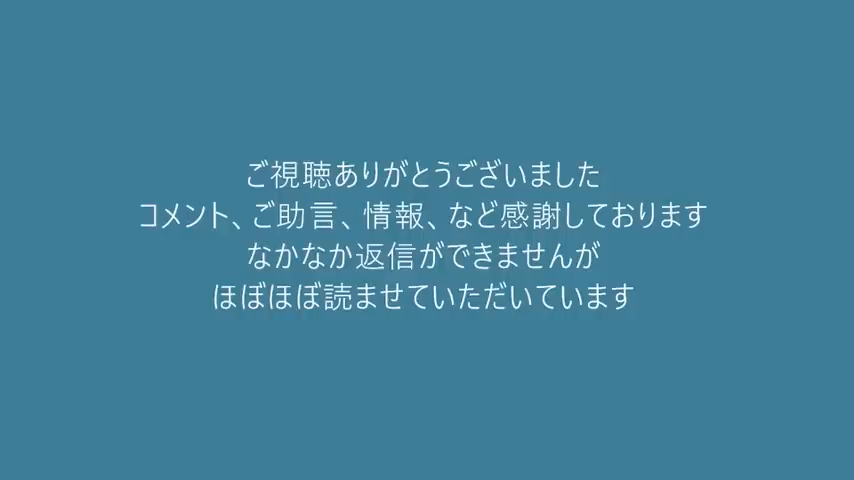 ご視聴ありがとうございました
コメント、ご助言、情報、など感謝しております
なかなか返信ができませんが
ほぼほぼ読ませていただいています